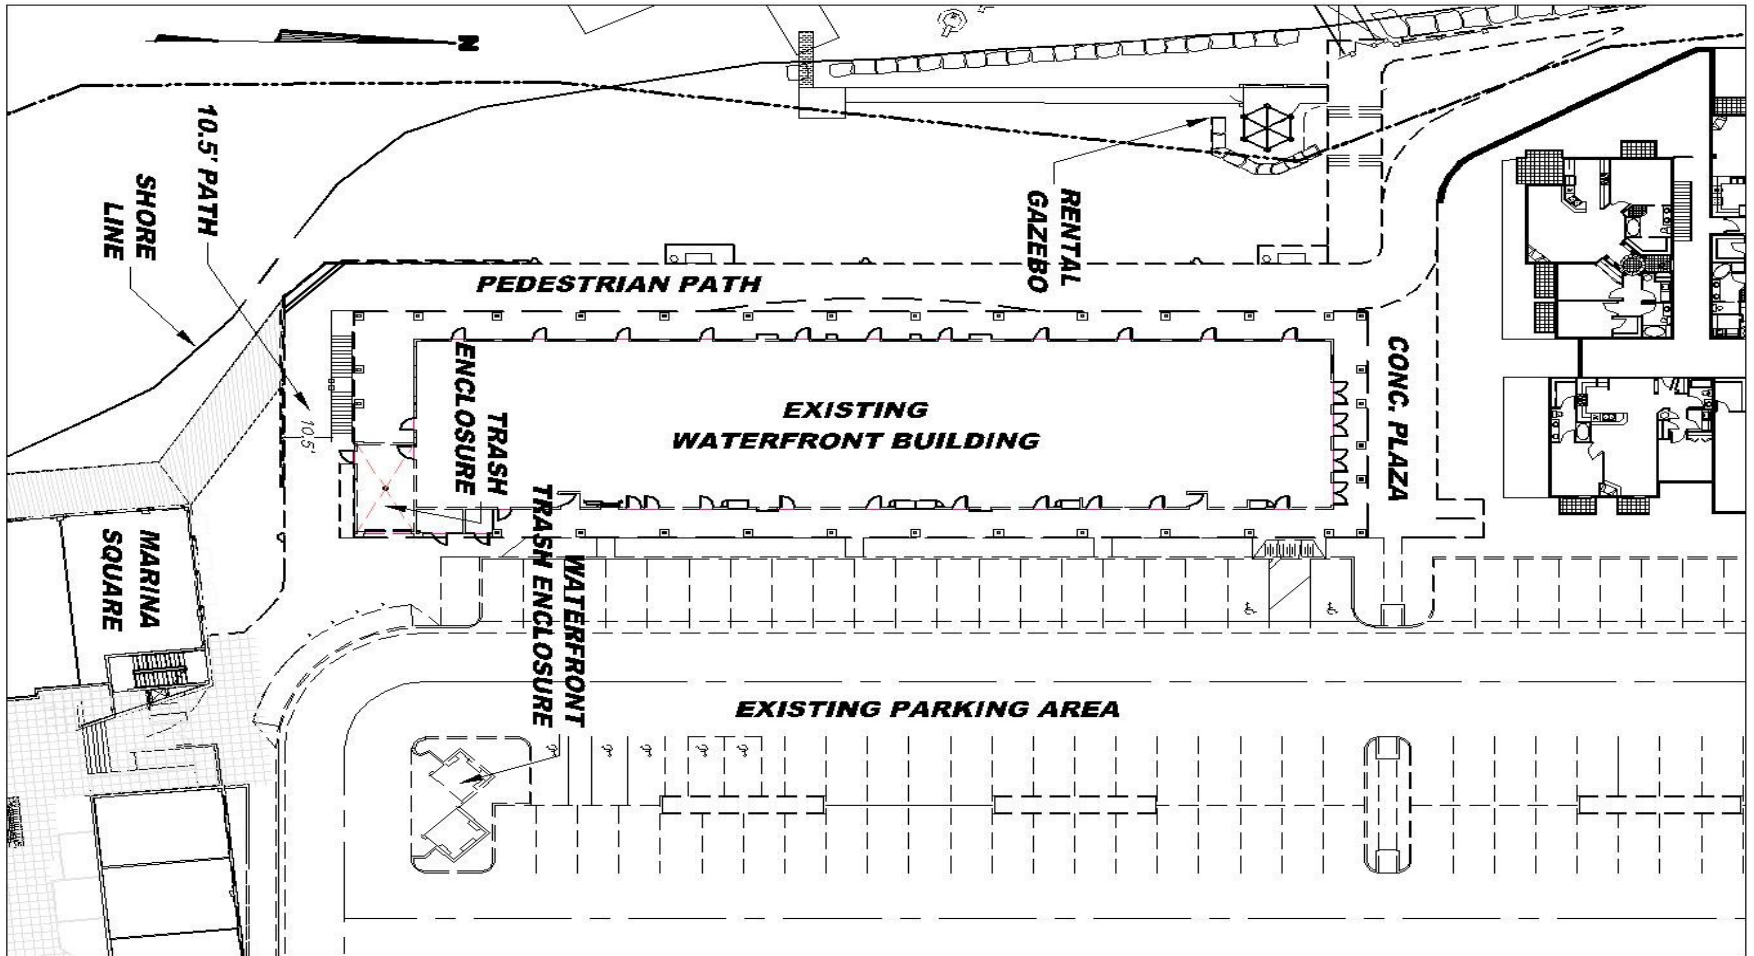 N
10.5' PATH
SHORE
LINE
RENTAL
GAZEBO
PEDESTRIAN PATH
CONC. PLAZA
TRASH
ENCLOSURE
EXISTING
WATERFRONT BUILDING
10.5'
MARINA
SQUARE
WATERFRONT
TRASH ENCLOSURE
EXISTING PARKING AREA